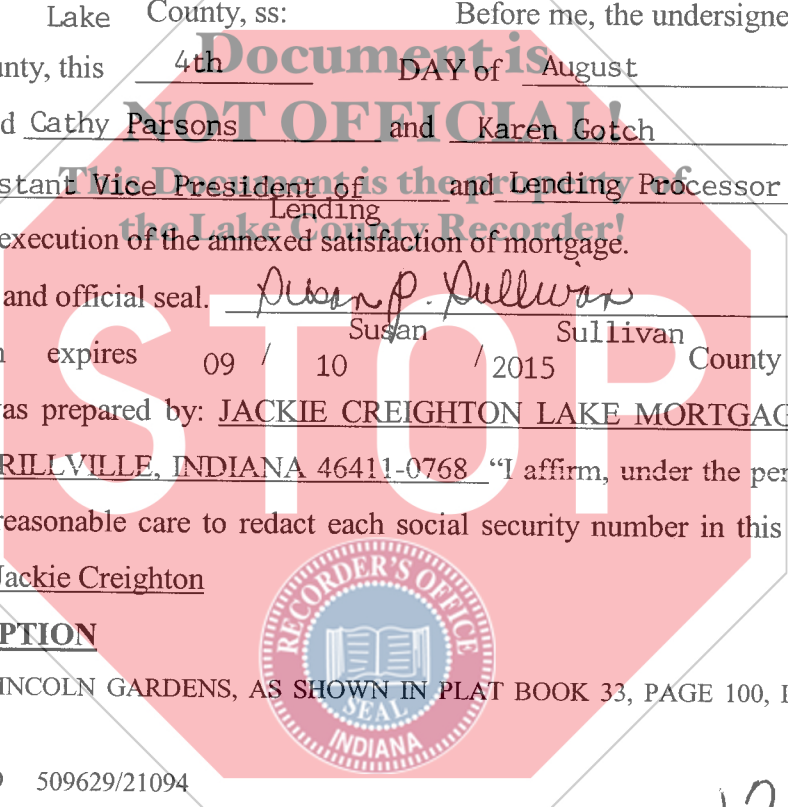 Lake County, ss: Before me, the undersigne
unty, this 4th DAY of August
Document is
NOT OFFICIAL!
d Cathy Parsons and Karen Gotch
This Document is the property of
stant Vice President of and Lending Processor
Lending
the Lake County Recorder!
execution of the annexed satisfaction of mortgage.
and official seal. Susan P. Sullivan
Susan Sullivan
n expires 09 / 10 / 2015 County
STOP
as prepared by: JACKIE CREIGHTON LAKE MORTGAG
RILLVILLE, INDIANA 46411-0768 “I affirm, under the per
reasonable care to redact each social security number in this
Jackie Creighton
PTION
INCOLN GARDENS, AS SHOWN IN PLAT BOOK 33, PAGE 100,
RECORDER'S OFFICE
SEAL
INDIANA
509629/21094